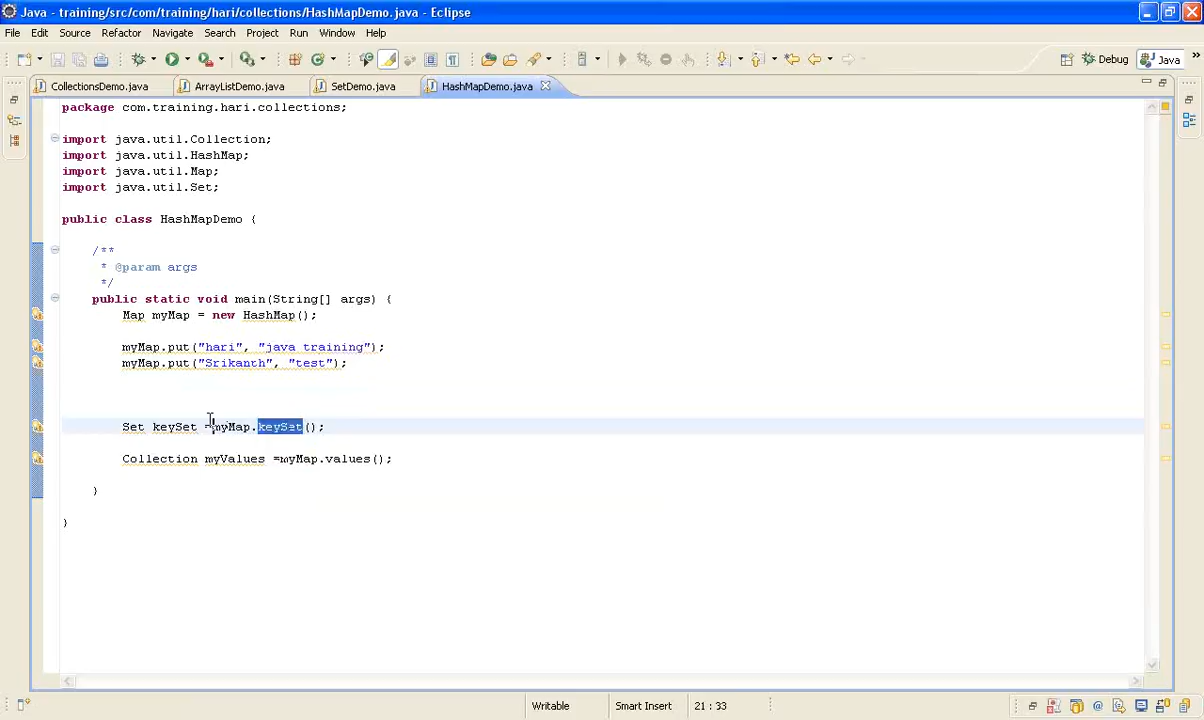 Java - training/src/com/training/hari/collections/HashMapDemo.java - Eclipse
File Edit Source Refactor Navigate Search Project Run Window Help
Debug Java
CollectionsDemo.java ArrayListDemo.java SetDemo.java HashMapDemo.java
package com.training.hari.collections;
import java.util.Collection;
import java.util.HashMap;
import java.util.Map;
import java.util.Set;
public class HashMapDemo {
/**
* @param args
*/
public static void main(String[] args) {
Map myMap = new HashMap();
myMap.put("hari", "java training");
myMap.put("Srikanth", "test");
Set keySet =myMap.keySet();
Collection myValues =myMap.values();
}
}
Writable Smart Insert 21 : 33